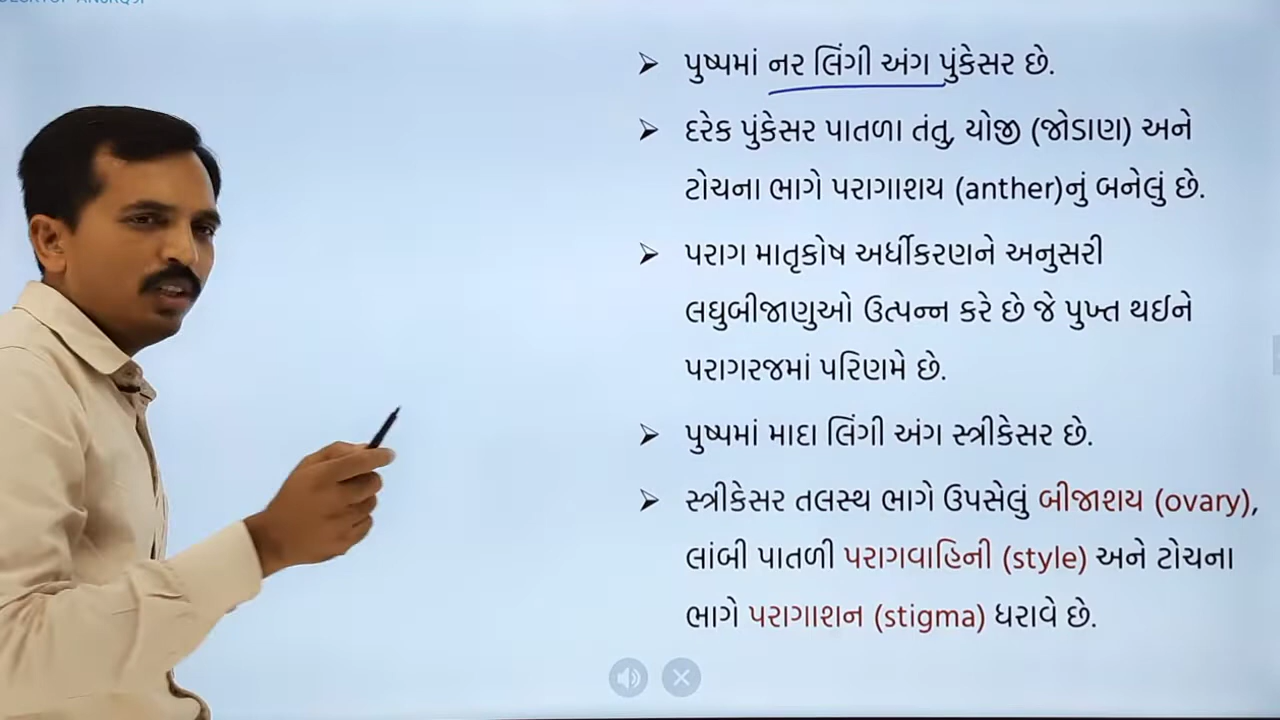 ➢ પુષ્પમાં નર લિંગી અંગ પુંકેસર છે.
➢ દરેક પુંકેસર પાતળા તંતુ, યોજી (જોડાણ) અને
ટોચના ભાગે પરાગાશય (anther)નું બનેલું છે.
➢ પરાગ માતૃકોષ અર્ધીકરણને અનુસરી
લઘુબીજાણુઓ ઉત્પન્ન કરે છે જે પુખ્ત થઈને
પરાગરજમાં પરિણમે છે.
➢ પુષ્પમાં માદા લિંગી અંગ સ્ત્રીકેસર છે.
➢ સ્ત્રીકેસર તલસ્થ ભાગે ઉપસેલું બીજાશય (ovary),
લાંબી પાતળી પરાગવાહિની (style) અને ટોચના
ભાગે પરાગાશન (stigma) ધરાવે છે.